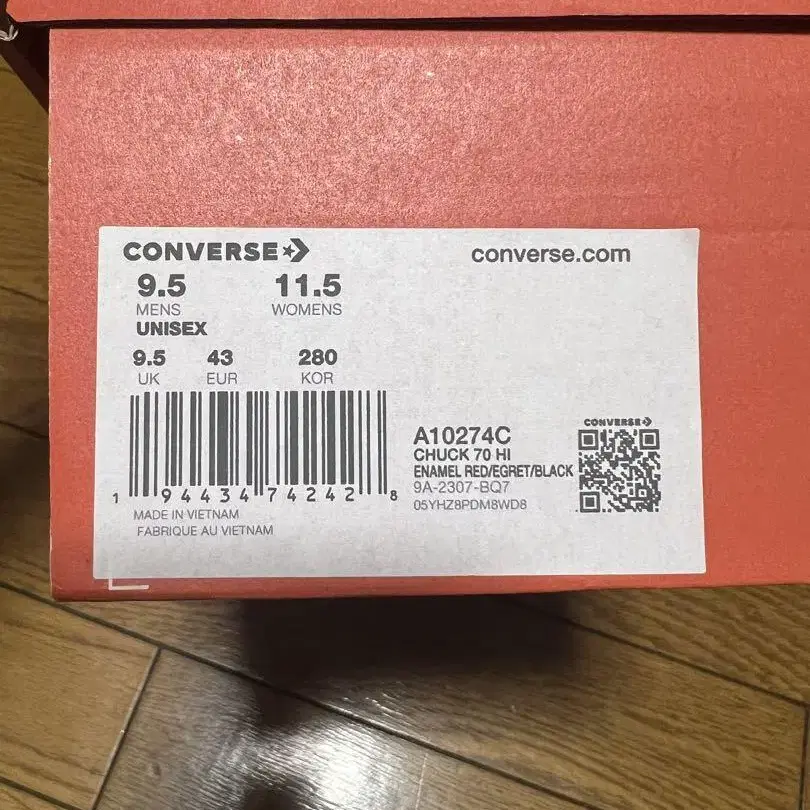 CONVERSE
converse.com
9.5 11.5
MENS WOMENS
UNISEX
9.5 43 280
UK EUR KOR
1 94434 74242 8
A10274C
CHUCK 70 HI
ENAMEL RED/EGRET/BLACK
9A-2307-BQ7
05YHZ8PDM8WD8
CONVERSE
MADE IN VIETNAM
FABRIQUE AU VIETNAM